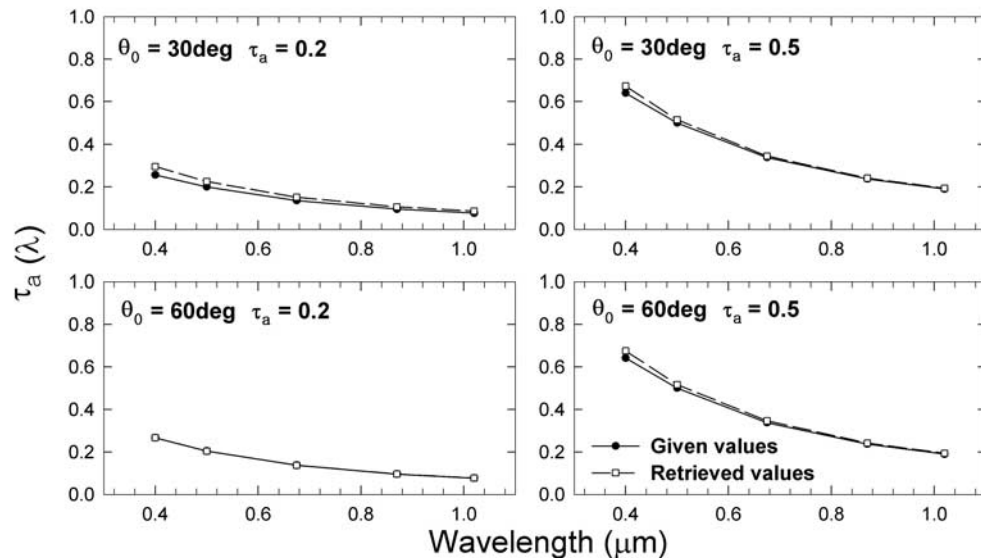 1.0
0.8
0.6
0.4
0.2
0.0
θ0 = 30deg τa = 0.2
0.4 0.6 0.8 1.0
θ0 = 30deg τa = 0.5
0.4 0.6 0.8 1.0
1.0
0.8
0.6
0.4
0.2
0.0
1.0
0.8
0.6
0.4
0.2
0.0
θ0 = 60deg τa = 0.2
0.4 0.6 0.8 1.0
1.0
0.8
0.6
0.4
0.2
0.0
θ0 = 60deg τa = 0.5
Given values
Retrieved values
0.4 0.6 0.8 1.0
τa (λ)
Wavelength (μm)